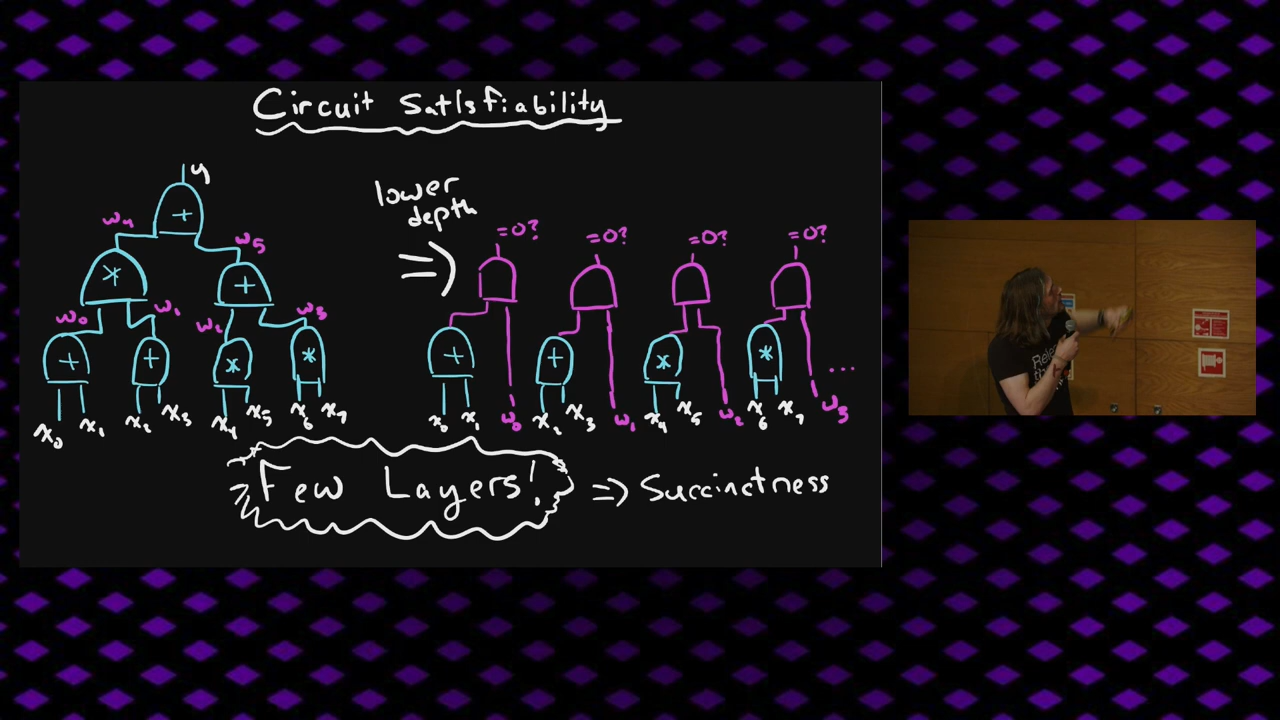 Circuit Satisfiability
y
+
w₄
w₅
*
+
w₀
w₁
w₂
w₃
+
+
*
*
x₀ x₁ x₂ x₃ x₄ x₅ x₆ x₇
lower
depth
=>
=0? =0? =0? =0?
+
+
*
*
...
x₀ x₁ w₀ x₂ x₃ w₁ x₄ x₅ w₂ x₆ x₇ w₃
Few Layers! => Succinctness